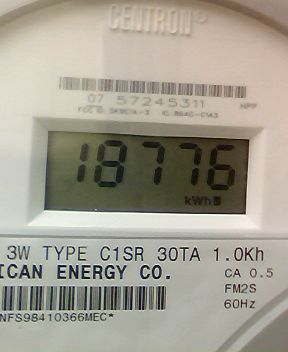 CENTRON®
07 57245311 HPP
18776
kWh
3W TYPE C1SR 30TA 1.0Kh
ICAN ENERGY CO. CA 0.5
FM2S
60Hz
NFS98410366MEC*